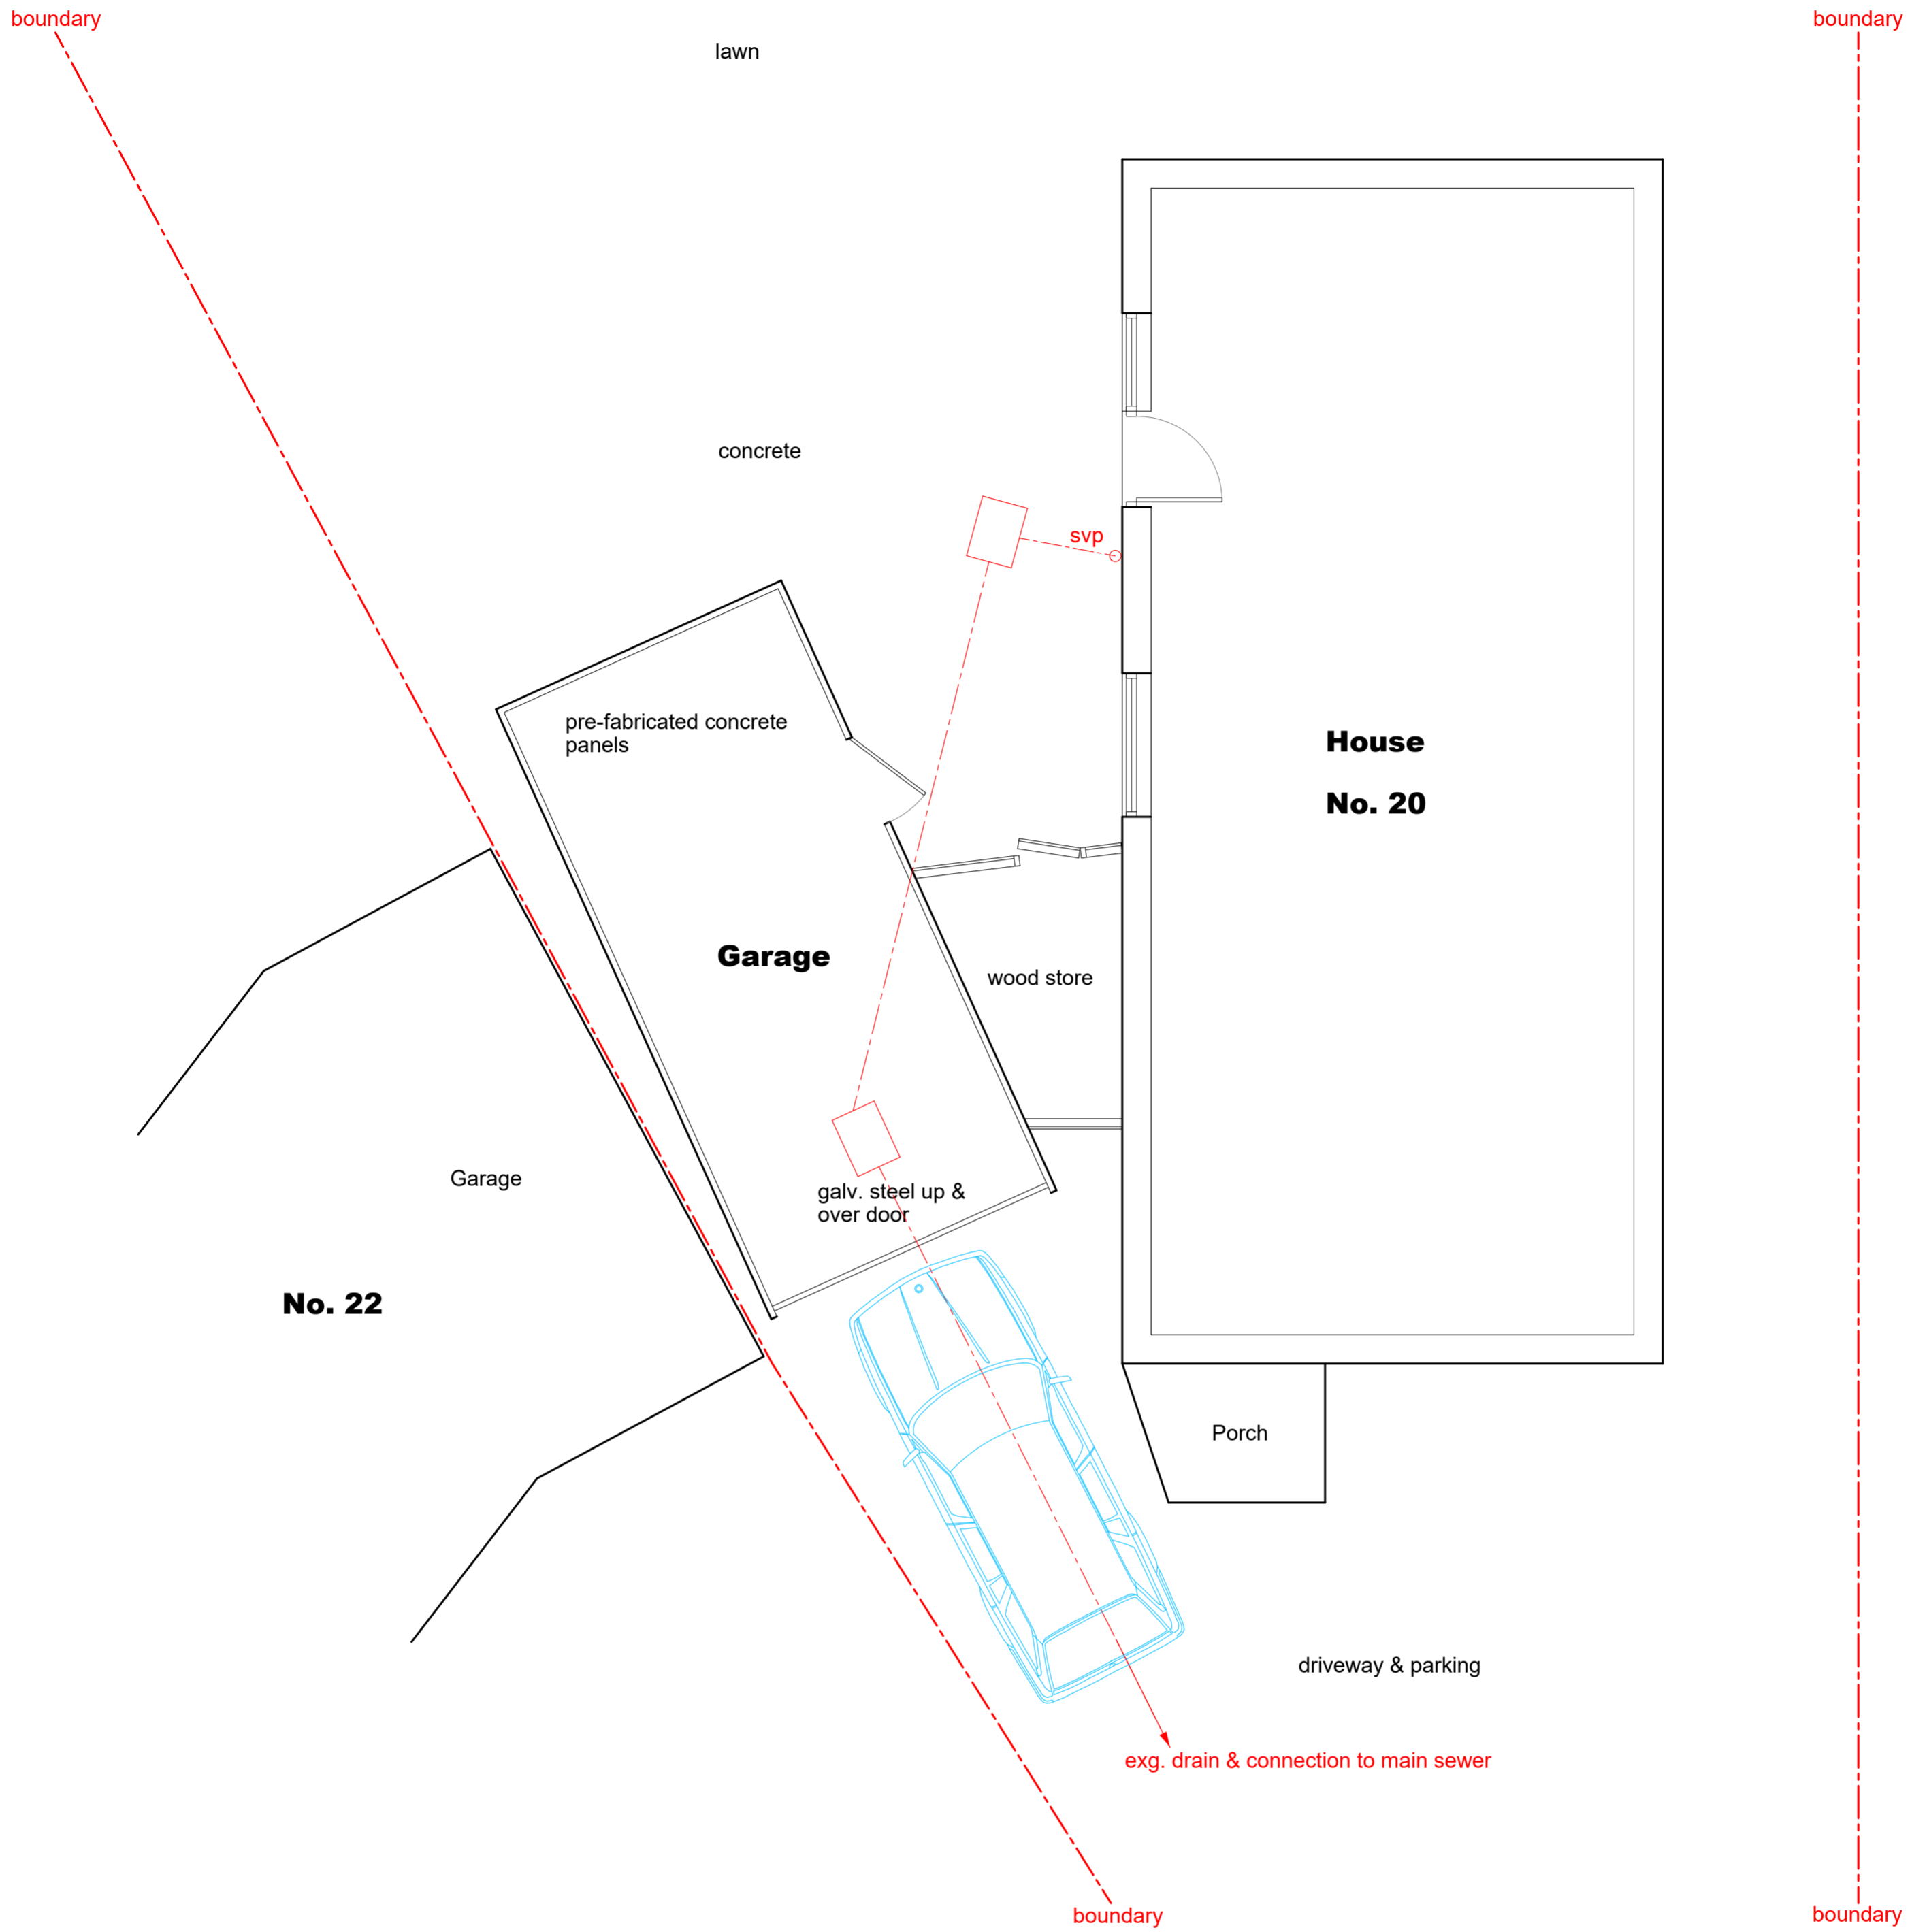 boundary
boundary
lawn
concrete
svp
pre-fabricated concrete
panels
House
No. 20
Garage
wood store
Garage
galv. steel up &
over door
No. 22
Porch
driveway & parking
exg. drain & connection to main sewer
boundary
boundary